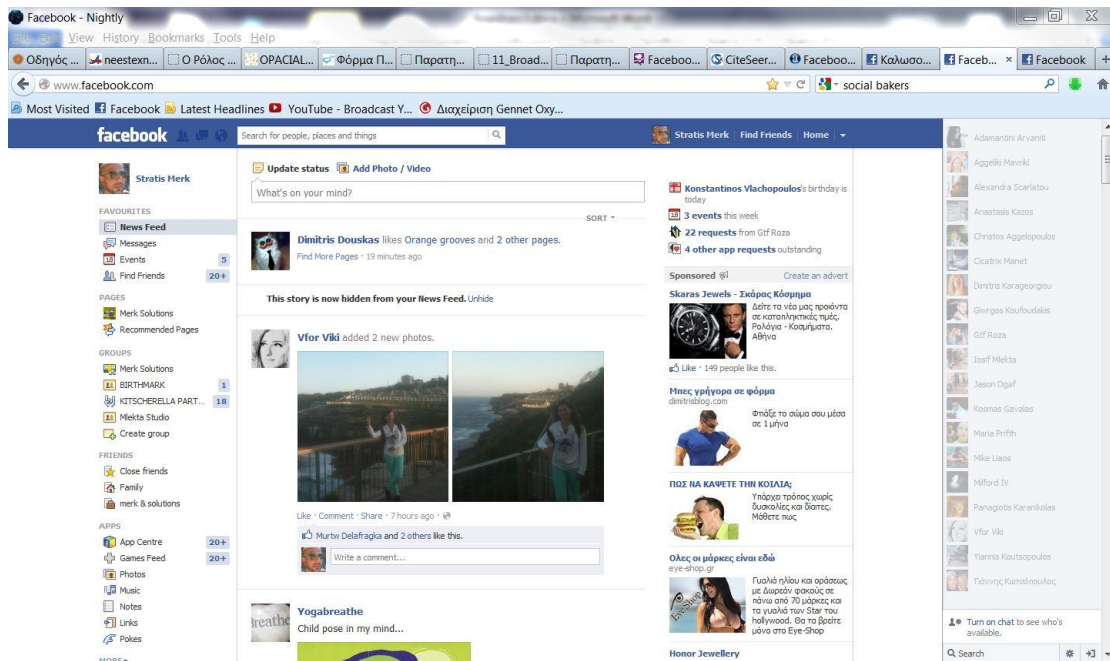 Facebook - Nightly
View History Bookmarks Tools Help
Οδηγός ... neestexn... Ο Ρόλος ... OPACIAL... Φόρμα Π... Παρατη... 11_Broad... Παρατη... Faceboo... CiteSeer... Faceboo... Καλωσο... Faceb... × Facebook +
www.facebook.com
social bakers
Most Visited Facebook Latest Headlines YouTube - Broadcast Y... Διαχείριση Gennet Oxy...
facebook
Search for people, places and things
Stratis Merk Find Friends Home
Stratis Merk
FAVOURITES
News Feed
Messages
Events 5
Find Friends 20+
PAGES
Merk Solutions
Recommended Pages
GROUPS
Merk Solutions
BIRTHMARK 1
KITSCHERELLA PART... 18
Mlekta Studio
Create group
FRIENDS
Close friends
Family
merk & solutions
APPS
App Centre 20+
Games Feed 20+
Photos
Music
Notes
Links
Pokes
MORE
Update status Add Photo / Video
What's on your mind?
SORT
Dimitris Douskas likes Orange grooves and 2 other pages.
Find More Pages · 19 minutes ago
This story is now hidden from your News Feed. Unhide
Vfor Viki added 2 new photos.
Like · Comment · Share · 7 hours ago ·
Murtw Delafragka and 2 others like this.
Write a comment...
Breathe
Yogabreathe
Child pose in my mind...
Konstantinos Vlachopoulos's birthday is
today
18 3 events this week
22 requests from Gtf Roza
4 other app requests outstanding
Sponsored Create an advert
Skaras Jewels - Σκάρας Κόσμημα
Δείτε τα νέα μας προιόντα
σε καταπληκτικές τιμές.
Ρολόγια - Κοσμήματα.
Αθήνα
Like · 149 people like this.
Μπες γρήγορα σε φόρμα
dimitrisblog.com
Φτιάξε το σώμα σου μέσα
σε 1 μήνα
ΠΩΣ ΝΑ ΚΑΨΕΤΕ ΤΗΝ ΚΟΙΛΙΑ;
Υπάρχει τρόπος χωρίς
δυσκολίες και δίαιτες.
Μάθετε πως
Ολες οι μάρκες είναι εδώ
eye-shop.gr
EyeShop
Γυαλιά ηλίου και οράσεως
με Δωρεάν φακούς σε
πάνω από 70 μάρκες και
τα γυαλιά των Star του
hollywood. Θα τα βρείτε
μόνο στο Eye-Shop
Honor Jewellery
Adamantini Arvaniti
Aggeliki Mavriki
Alexandra Scarlatou
Anastasis Kazos
Christos Aggelopoulos
Cicatrix Manet
Dimitris Karageorgiou
Giwrgos Koufoudakis
Gtf Roza
Iosif Mlekta
Jason Dgaf
Kosmas Gavalas
Maria Prifth
Mike Liaos
Milford IV
Panagiotis Karanikolas
Vfor Viki
Yiannis Koutsopoulos
Γιάννης Κωτσόπουλος
Turn on chat to see who's
available.
Search